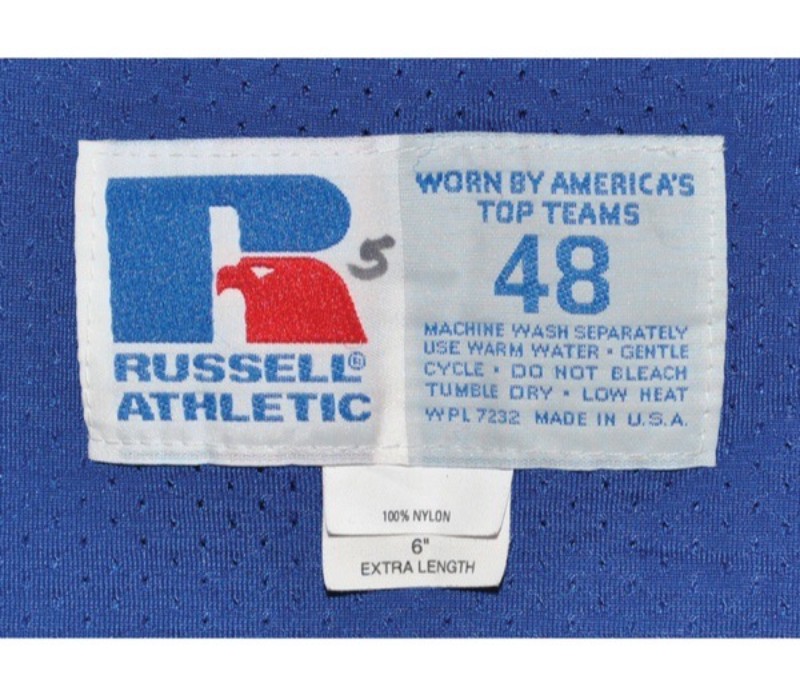 RUSSELL®
ATHLETIC
5
WORN BY AMERICA'S
TOP TEAMS
48
MACHINE WASH SEPARATELY
USE WARM WATER • GENTLE
CYCLE • DO NOT BLEACH
TUMBLE DRY • LOW HEAT
WPL 7232 MADE IN U.S.A.
100% NYLON
6"
EXTRA LENGTH